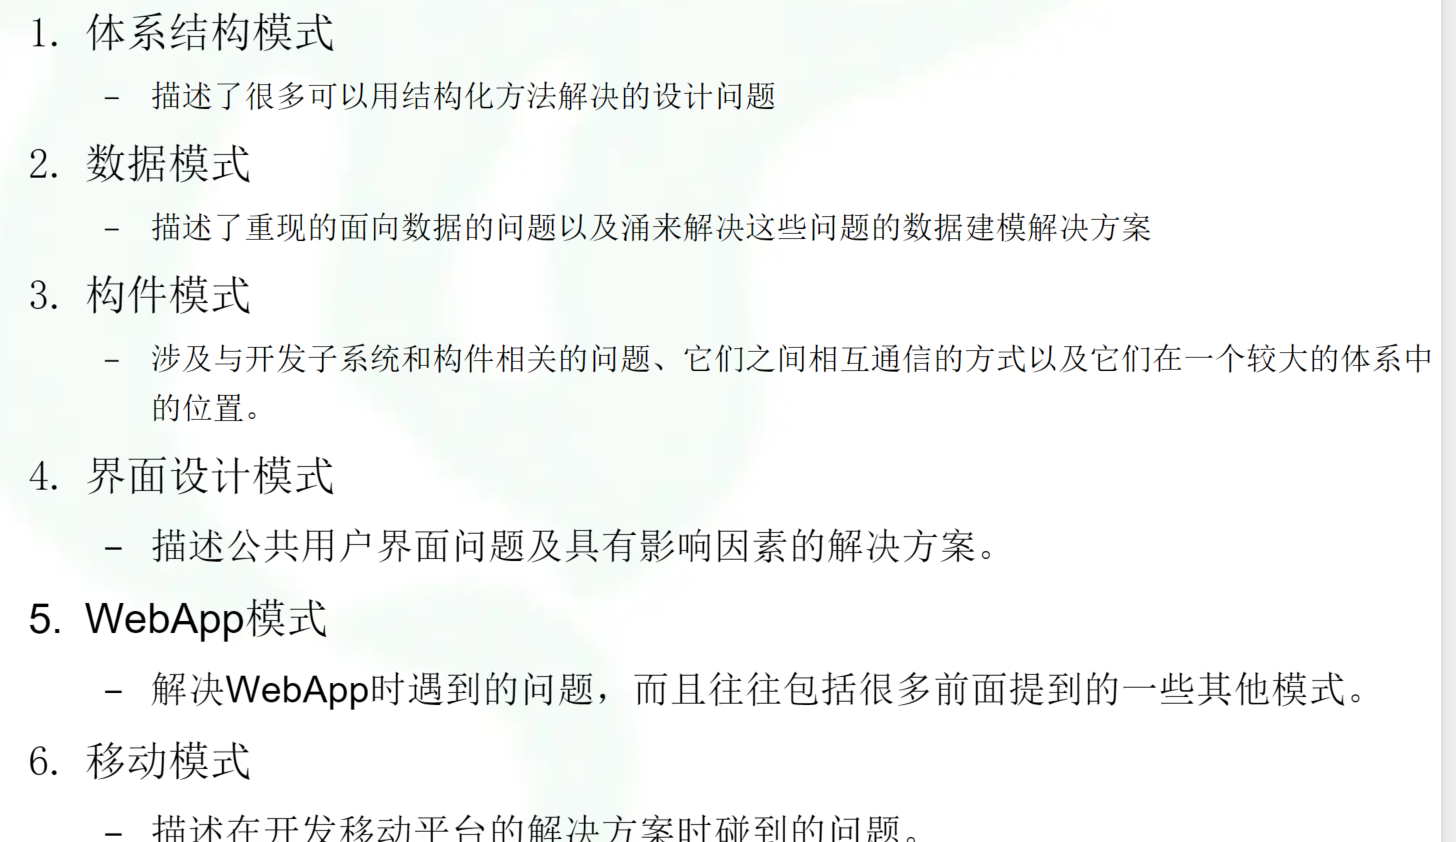 1. 体系结构模式
– 描述了很多可以用结构化方法解决的设计问题
2. 数据模式
– 描述了重现的面向数据的问题以及涌来解决这些问题的数据建模解决方案
3. 构件模式
– 涉及与开发子系统和构件相关的问题、它们之间相互通信的方式以及它们在一个较大的体系中
的位置。
4. 界面设计模式
– 描述公共用户界面问题及具有影响因素的解决方案。
5. WebApp模式
– 解决WebApp时遇到的问题，而且往往包括很多前面提到的一些其他模式。
6. 移动模式
– 描述在开发移动平台的解决方案时碰到的问题。